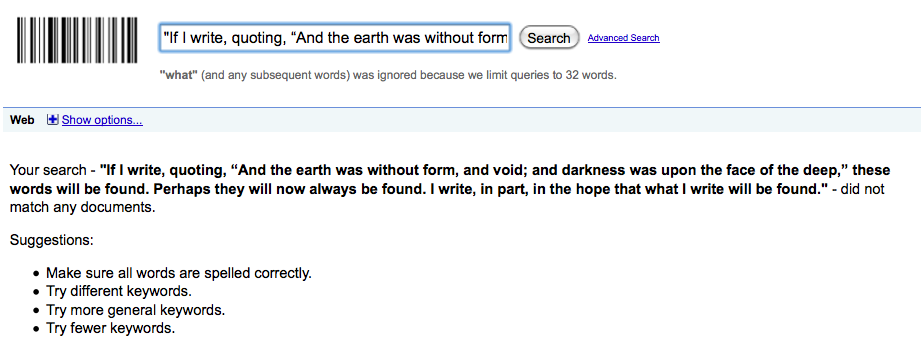 "If I write, quoting, “And the earth was without form
Search
Advanced Search
"what" (and any subsequent words) was ignored because we limit queries to 32 words.
Web
Show options...
Your search - "If I write, quoting, “And the earth was without form, and void; and darkness was upon the face of the deep,” these
words will be found. Perhaps they will now always be found. I write, in part, in the hope that what I write will be found." - did not
match any documents.
Suggestions:
• Make sure all words are spelled correctly.
• Try different keywords.
• Try more general keywords.
• Try fewer keywords.